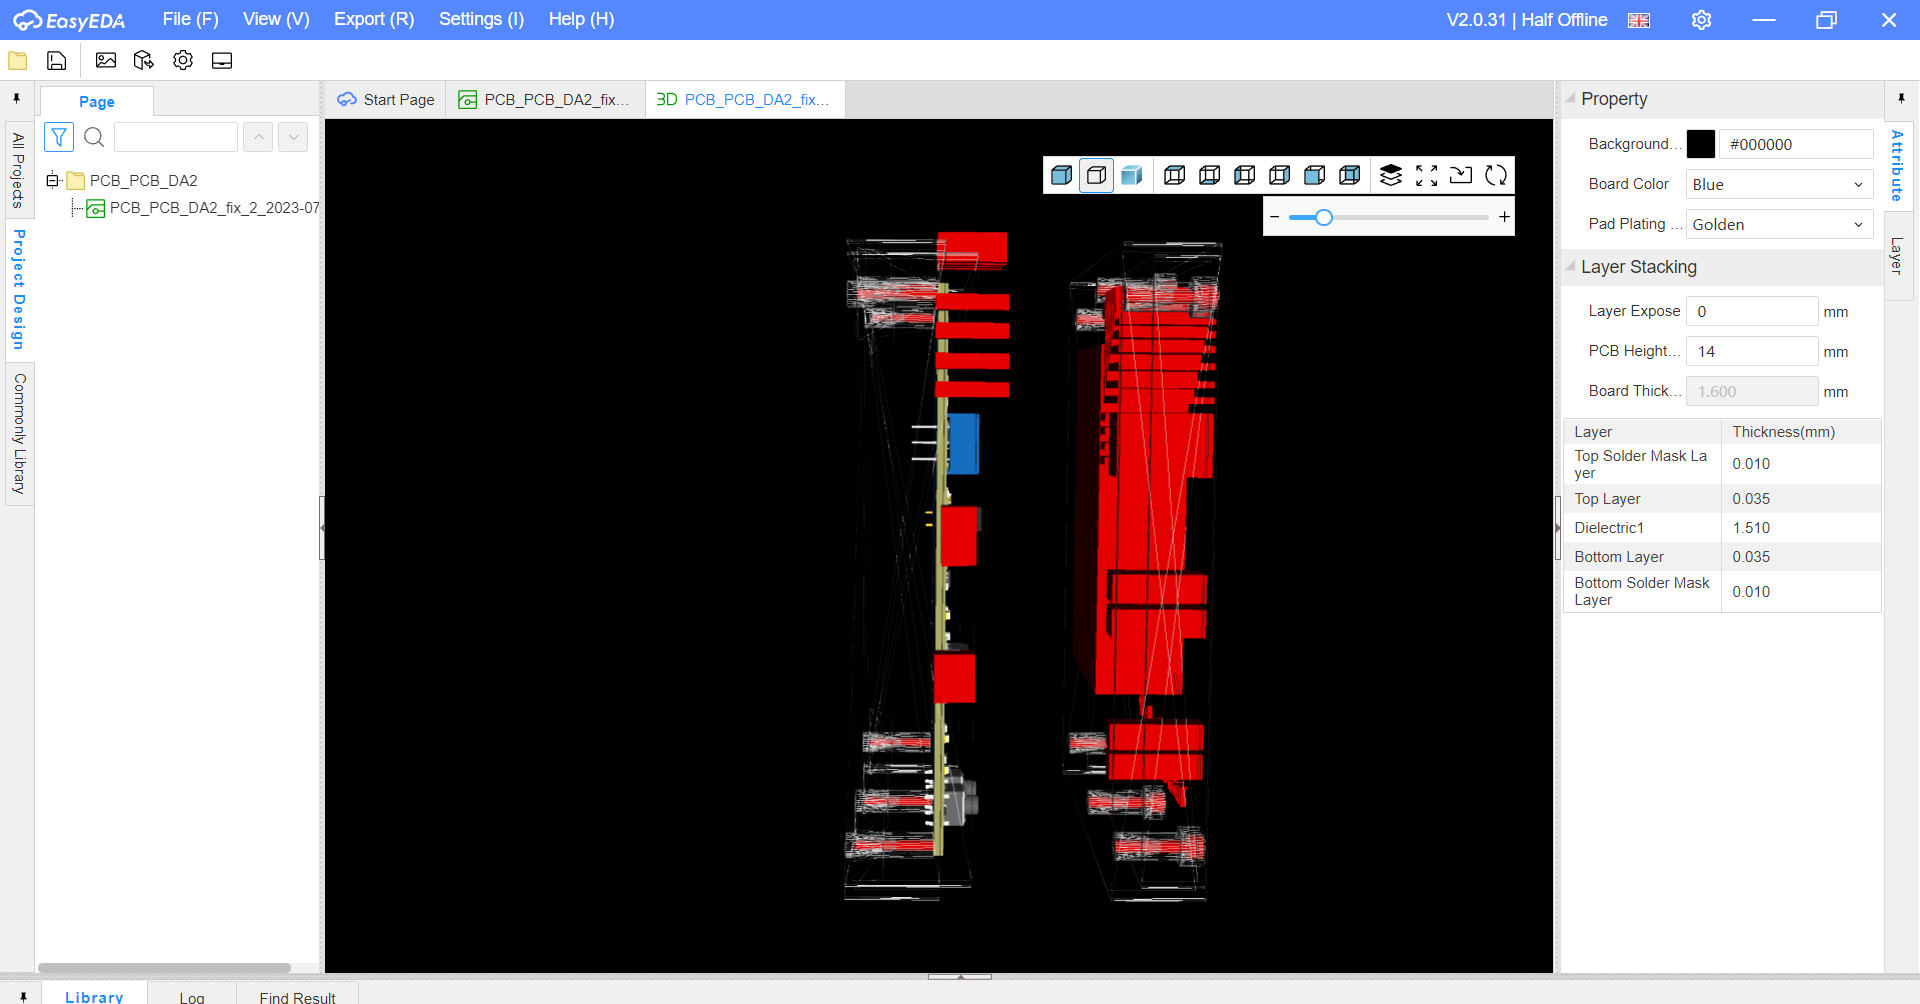 EasyEDA
File (F)
View (V)
Export (R)
Settings (I)
Help (H)
V2.0.31 | Half Offline
Page
Start Page
PCB_PCB_DA2_fix...
3D PCB_PCB_DA2_fix...
All Projects
Project Design
Commonly Library
PCB_PCB_DA2
PCB_PCB_DA2_fix_2_2023-07
Property
Background...
#000000
Board Color
Blue
Pad Plating ...
Golden
Layer Stacking
Layer Expose
0
mm
PCB Height...
14
mm
Board Thick...
1.600
mm
Layer
Thickness(mm)
Top Solder Mask La
yer
0.010
Top Layer
0.035
Dielectric1
1.510
Bottom Layer
0.035
Bottom Solder Mask
Layer
0.010
Attribute
Layer
Library
Log
Find Result